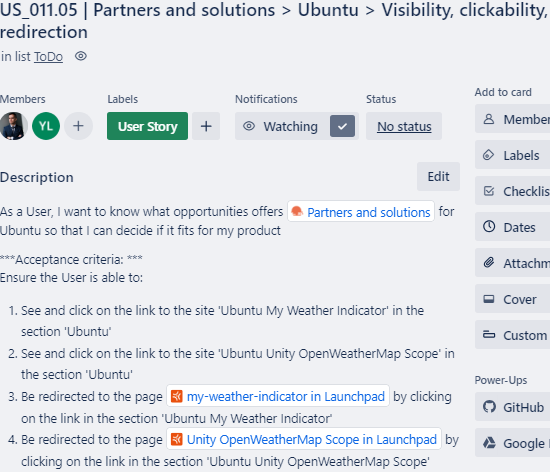 US_011.05 | Partners and solutions > Ubuntu > Visibility, clickability,
redirection
in list ToDo
Members
Labels
Notifications
Status
Add to card
YL
User Story
Watching
No status
Member
Labels
Checklis
Dates
Attachm
Cover
Custom
Description
Edit
As a User, I want to know what opportunities offers Partners and solutions for
Ubuntu so that I can decide if it fits for my product
***Acceptance criteria: ***
Ensure the User is able to:
1. See and click on the link to the site 'Ubuntu My Weather Indicator' in the
section 'Ubuntu'
2. See and click on the link to the site 'Ubuntu Unity OpenWeatherMap Scope' in
the section 'Ubuntu'
3. Be redirected to the page my-weather-indicator in Launchpad by clicking
on the link in the section 'Ubuntu My Weather Indicator'
4. Be redirected to the page Unity OpenWeatherMap Scope in Launchpad by
clicking on the link in the section 'Ubuntu Unity OpenWeatherMap Scope'
Power-Ups
GitHub
Google